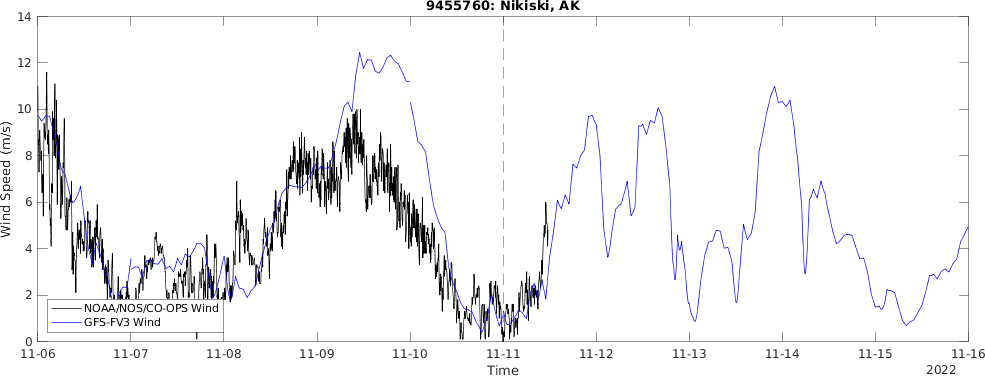 9455760: Nikiski, AK
Wind Speed (m/s)
14
12
10
8
6
4
2
0
NOAA/NOS/CO-OPS Wind
GFS-FV3 Wind
11-06 11-07 11-08 11-09 11-10 11-11 11-12 11-13 11-14 11-15 11-16
Time
2022